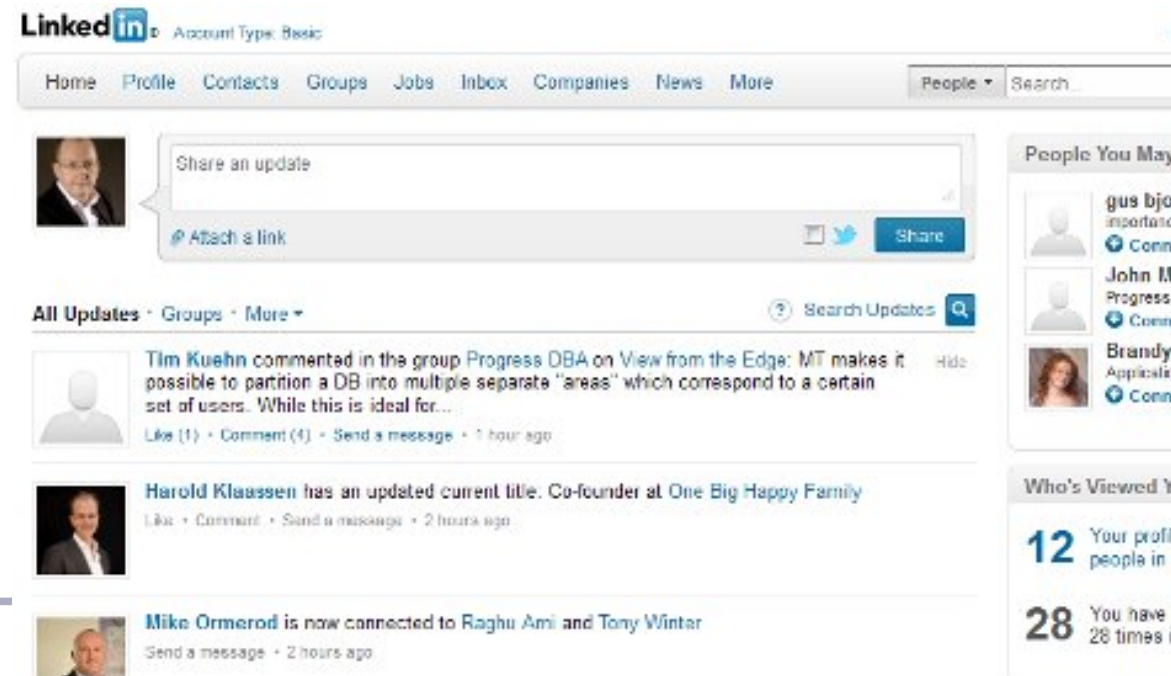 Linked in
Account Type: Basic
Home Profile Contacts Groups Jobs Inbox Companies News More
People Search...
Share an update
Attach a link
Share
All Updates · Groups · More
? Search Updates
Tim Kuehn commented in the group Progress DBA on View from the Edge: MT makes it
Hide
possible to partition a DB into multiple separate "areas" which correspond to a certain
set of users. While this is ideal for...
Like (1) · Comment (4) · Send a message · 1 hour ago
Harold Klaassen has an updated current title: Co-founder at One Big Happy Family
Like · Comment · Send a message · 2 hours ago
Mike Ormerod is now connected to Raghu Ami and Tony Winter
Send a message · 2 hours ago
People You May
gus bjo
importanc
Conn
John M
Progress
Conn
Brandy
Applicatio
Conn
Who's Viewed Y
12 Your profil
people in
28 You have
28 times i